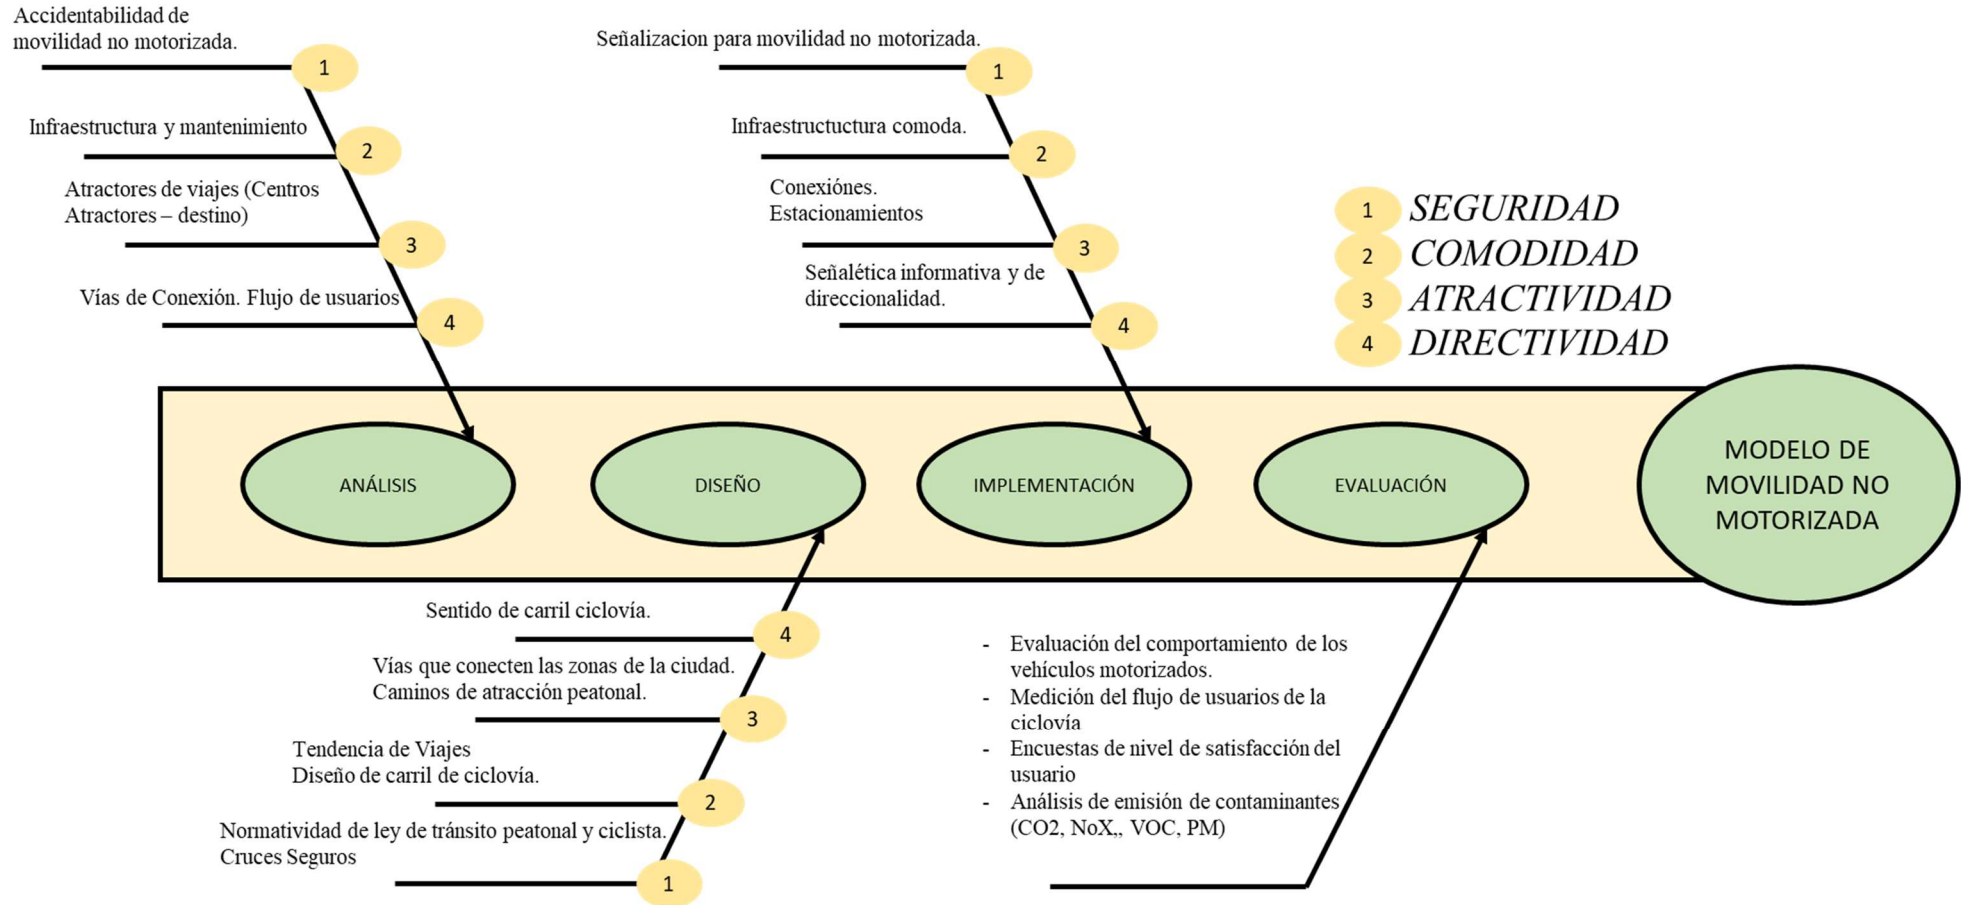 Accidentabilidad de
movilidad no motorizada.
1
Infraestructura y mantenimiento
2
Atractores de viajes (Centros
Atractores – destino)
3
Vías de Conexión. Flujo de usuarios
4
Señalizacion para movilidad no motorizada.
1
Infraestructuctura comoda.
2
Conexiónes.
Estacionamientos
3
Señalética informativa y de
direccionalidad.
4
1 SEGURIDAD
2 COMODIDAD
3 ATRACTIVIDAD
4 DIRECTIVIDAD
ANÁLISIS
DISEÑO
IMPLEMENTACIÓN
EVALUACIÓN
MODELO DE
MOVILIDAD NO
MOTORIZADA
Sentido de carril ciclovía.
4
Vías que conecten las zonas de la ciudad.
Caminos de atracción peatonal.
3
Tendencia de Viajes
Diseño de carril de ciclovía.
2
Normatividad de ley de tránsito peatonal y ciclista.
Cruces Seguros
1
- Evaluación del comportamiento de los
vehículos motorizados.
- Medición del flujo de usuarios de la
ciclovía
- Encuestas de nivel de satisfacción del
usuario
- Análisis de emisión de contaminantes
(CO2, NoX,, VOC, PM)